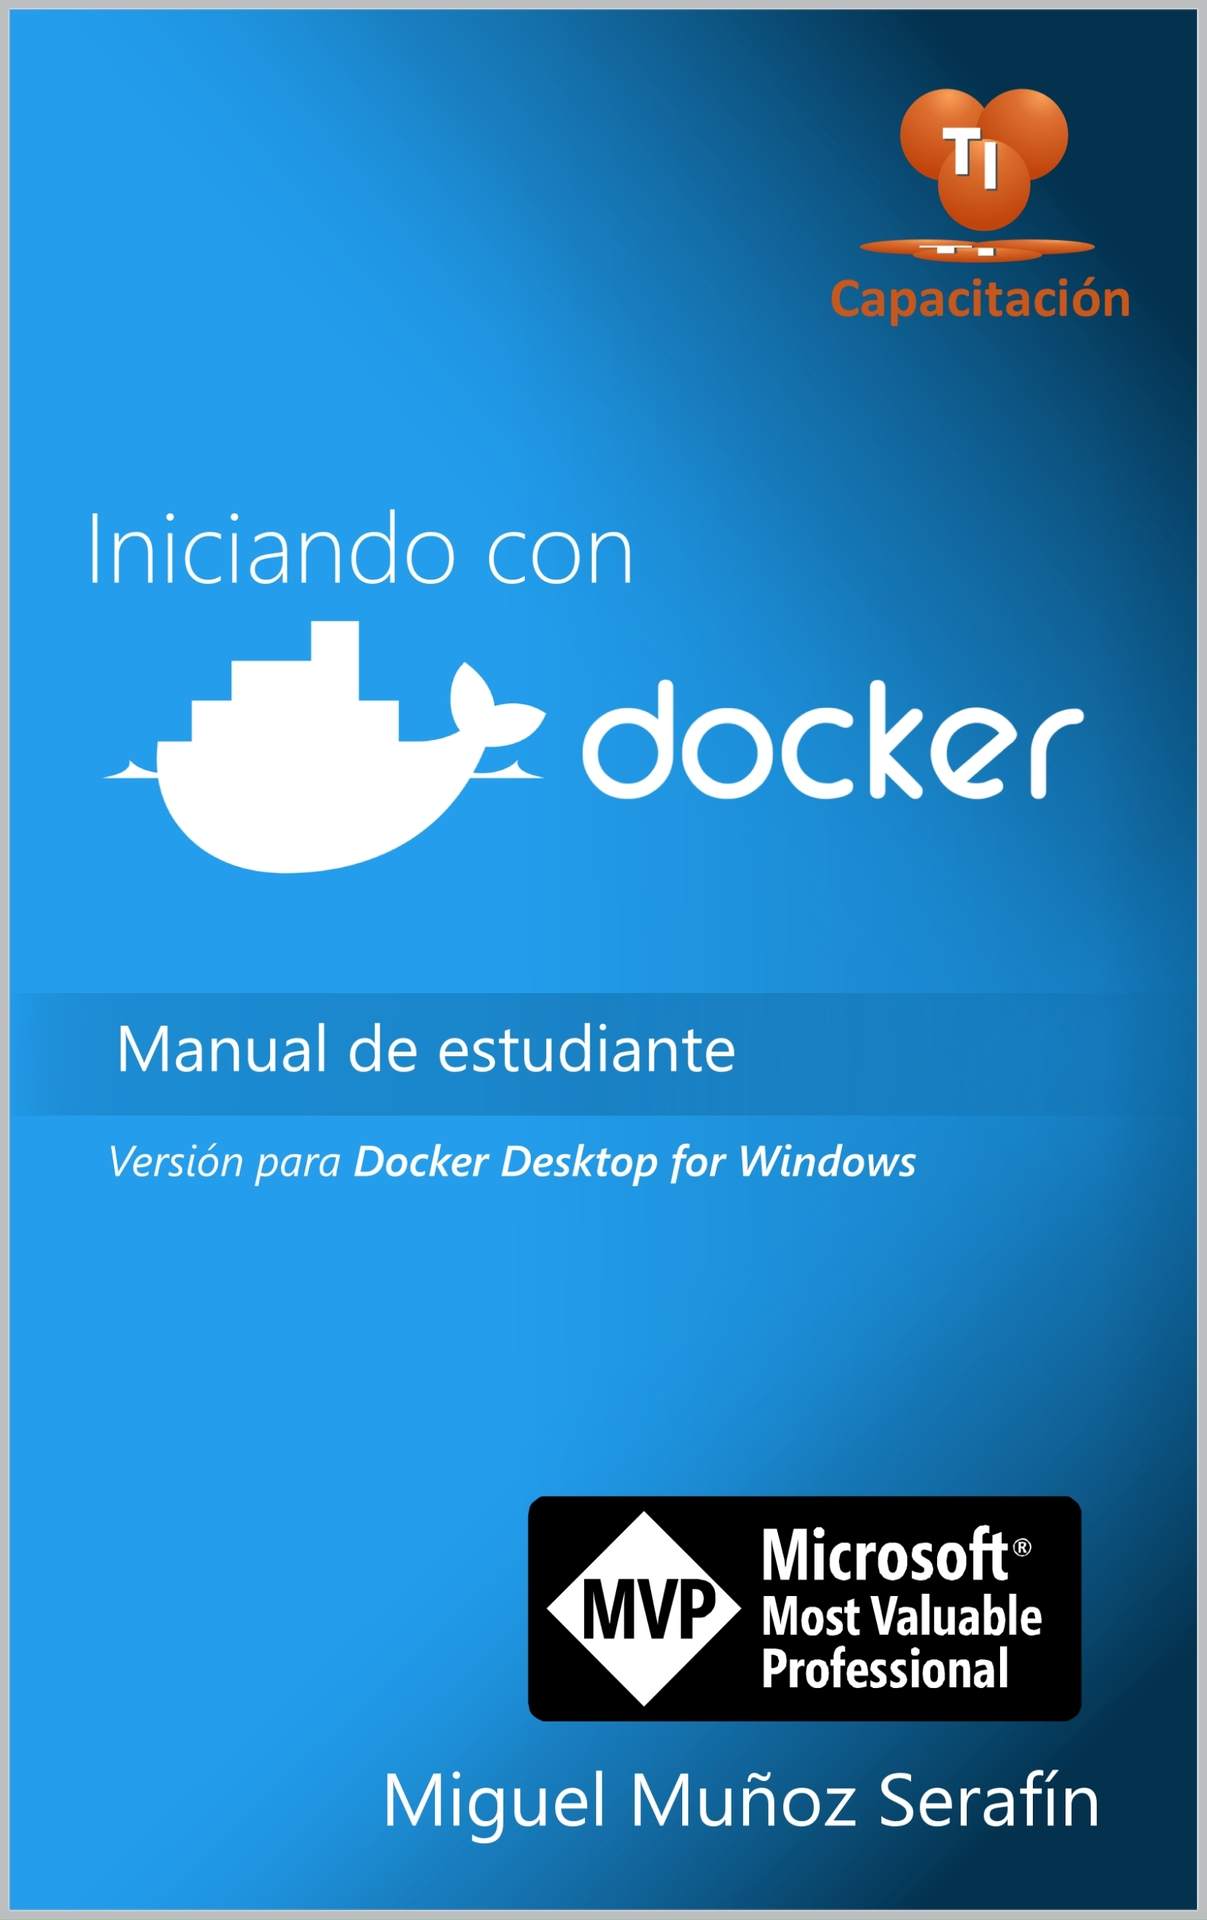 TI
Capacitación
Iniciando con
docker
Manual de estudiante
Versión para Docker Desktop for Windows
MVP
Microsoft®
Most Valuable
Professional
Miguel Muñoz Serafín